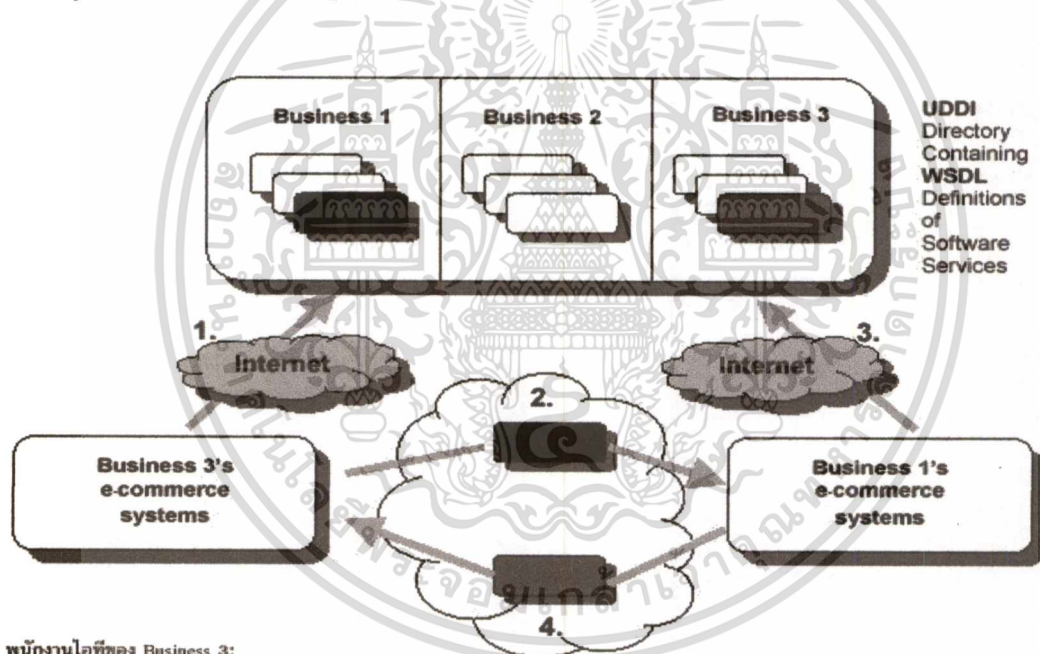 Business 1
Business 2
Business 3
UDDI
Directory
Containing
WSDL
Definitions
of
Software
Services
1.
Internet
3.
Internet
2.
Business 3's
e-commerce
systems
Business 1's
e-commerce
systems
4.
พนักงานไอทีของ Business 3: